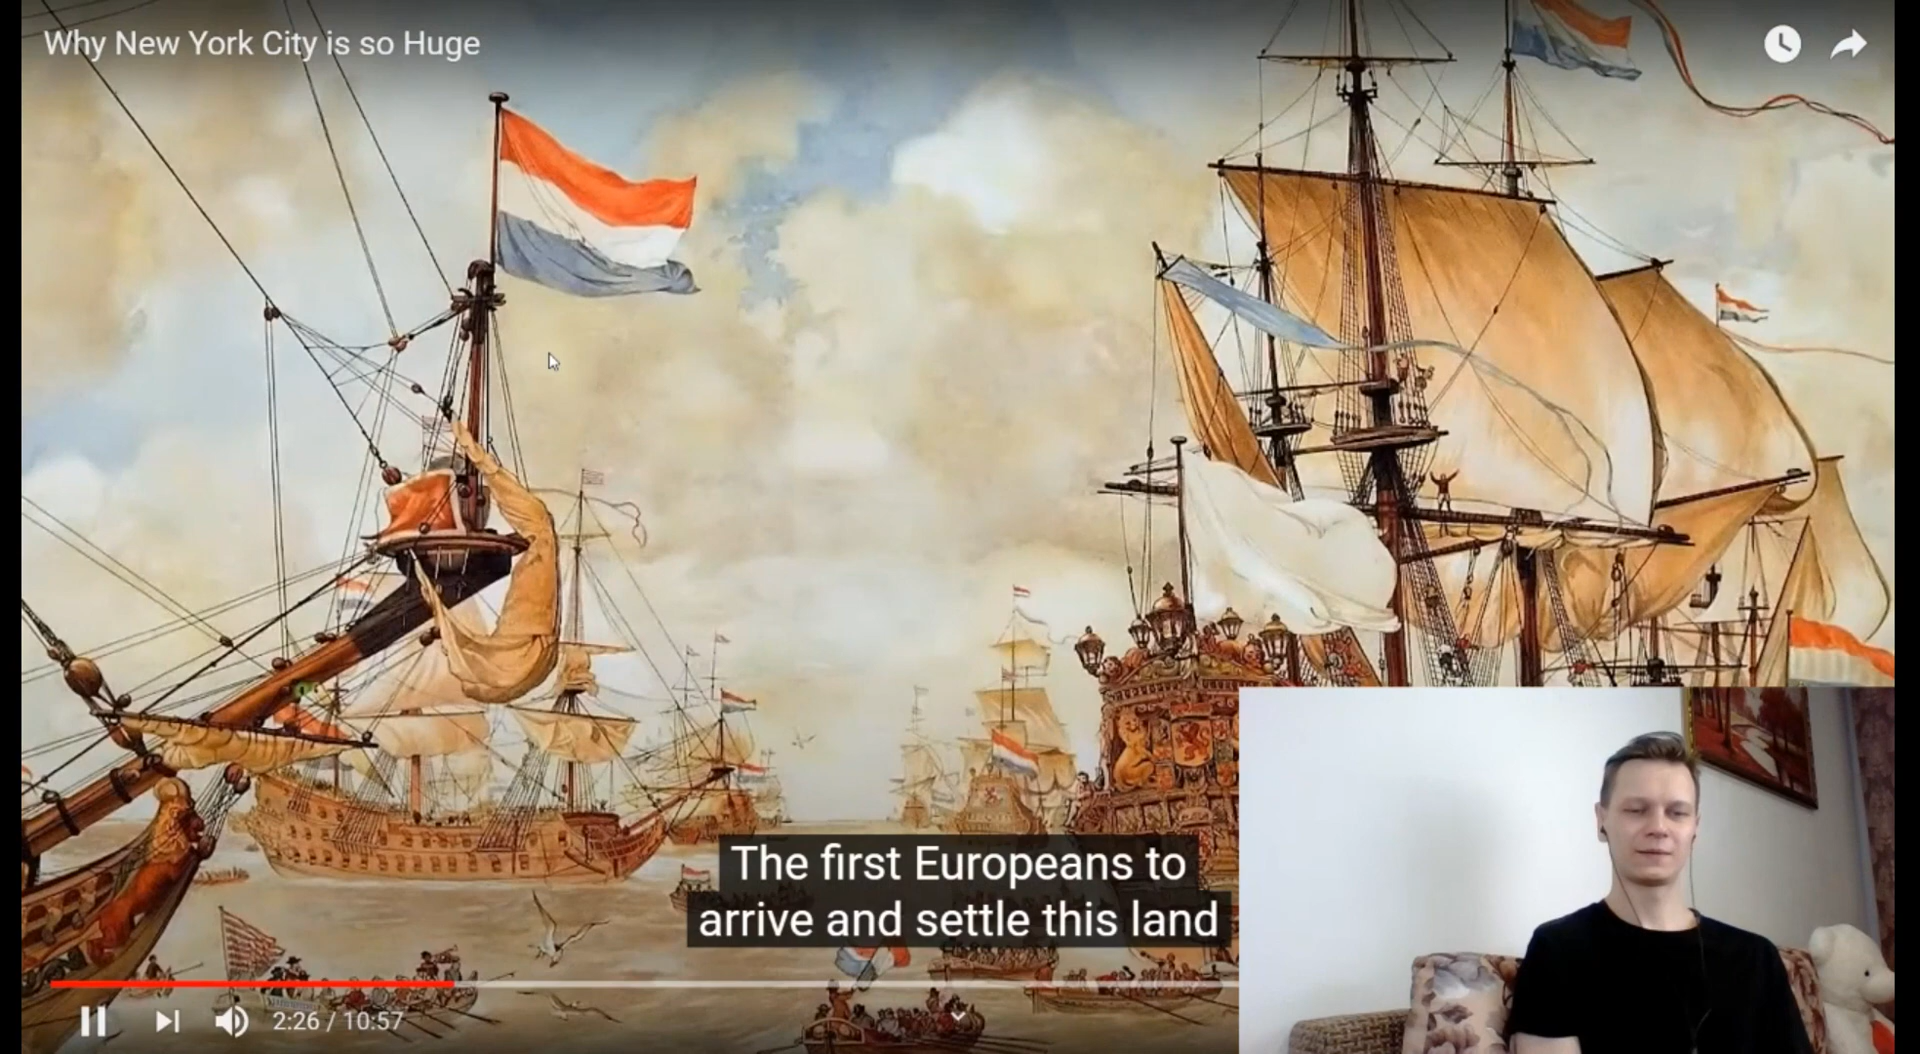 Why New York City is so Huge
The first Europeans to
arrive and settle this land
2:26 / 10:57